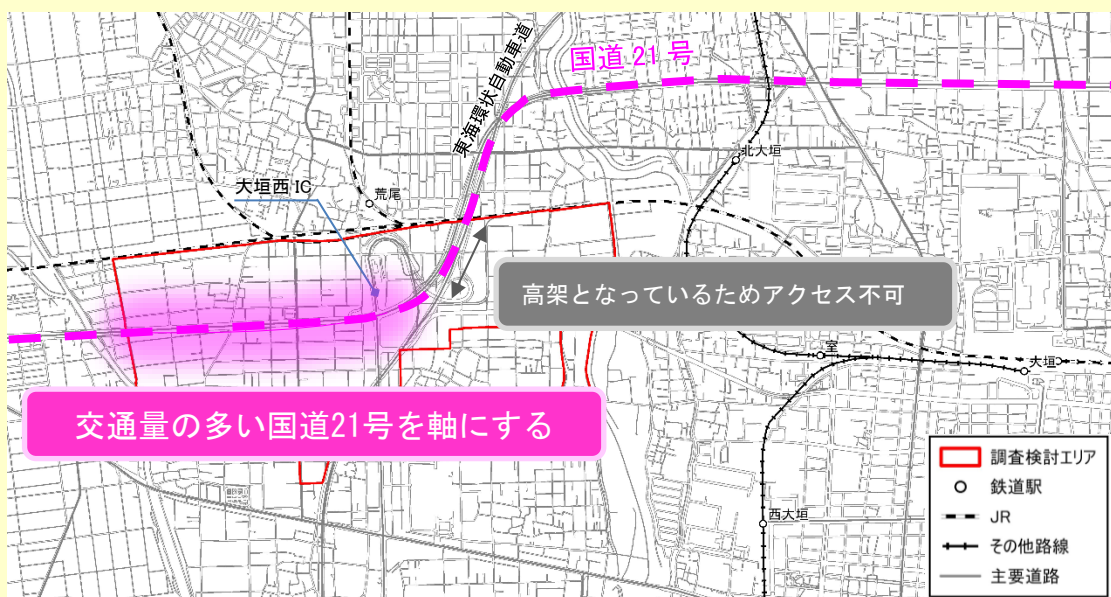 国道 21 号
東海環状自動車道
北大垣
大垣西 IC
荒尾
高架となっているためアクセス不可
室
大垣
交通量の多い国道21号を軸にする
西大垣
調査検討エリア
鉄道駅
JR
その他路線
主要道路